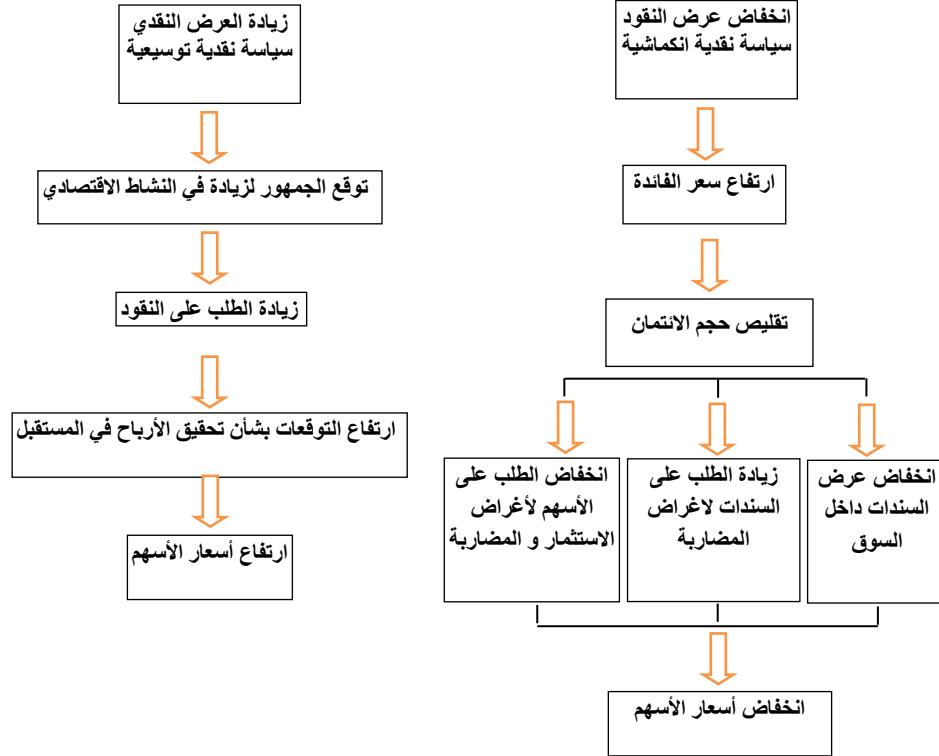 انخفاض عرض النقود
سياسة نقدية انكماشية
ارتفاع سعر الفائدة
تقليص حجم الائتمان
انخفاض عرض
السندات داخل
السوق
زيادة الطلب على
السندات لاغراض
المضاربة
انخفاض الطلب على
الأسهم لأغراض
الاستثمار و المضاربة
انخفاض أسعار الأسهم
زيادة العرض النقدي
سياسة نقدية توسيعية
توقع الجمهور لزيادة في النشاط الاقتصادي
زيادة الطلب على النقود
ارتفاع التوقعات بشأن تحقيق الأرباح في المستقبل
ارتفاع أسعار الأسهم